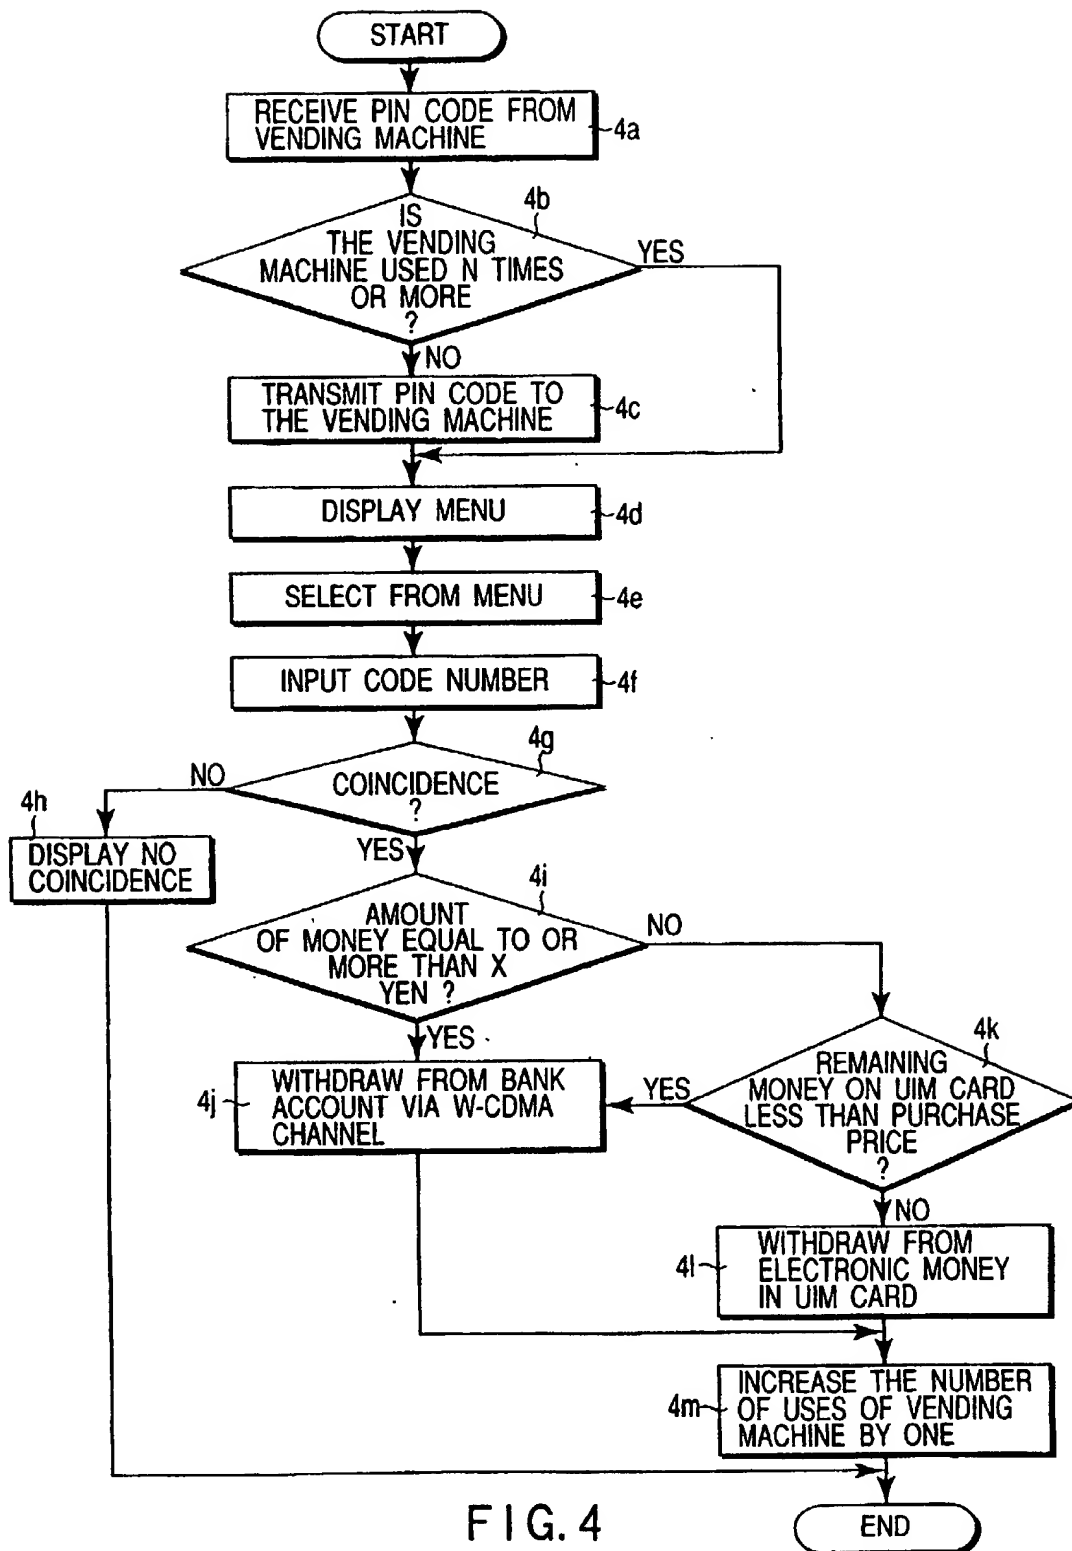 START
RECEIVE PIN CODE FROM
VENDING MACHINE
4a
4b
IS
THE VENDING
MACHINE USED N TIMES
OR MORE
?
YES
NO
TRANSMIT PIN CODE TO
THE VENDING MACHINE
4c
DISPLAY MENU
4d
SELECT FROM MENU
4e
INPUT CODE NUMBER
4f
4g
COINCIDENCE
?
NO
4h
DISPLAY NO
COINCIDENCE
YES
4i
AMOUNT
OF MONEY EQUAL TO OR
MORE THAN X
YEN ?
NO
YES
4j
WITHDRAW FROM BANK
ACCOUNT VIA W-CDMA
CHANNEL
4k
REMAINING
MONEY ON UIM CARD
LESS THAN PURCHASE
PRICE
?
YES
NO
4l
WITHDRAW FROM
ELECTRONIC MONEY
IN UIM CARD
4m
INCREASE THE NUMBER
OF USES OF VENDING
MACHINE BY ONE
END
FIG. 4